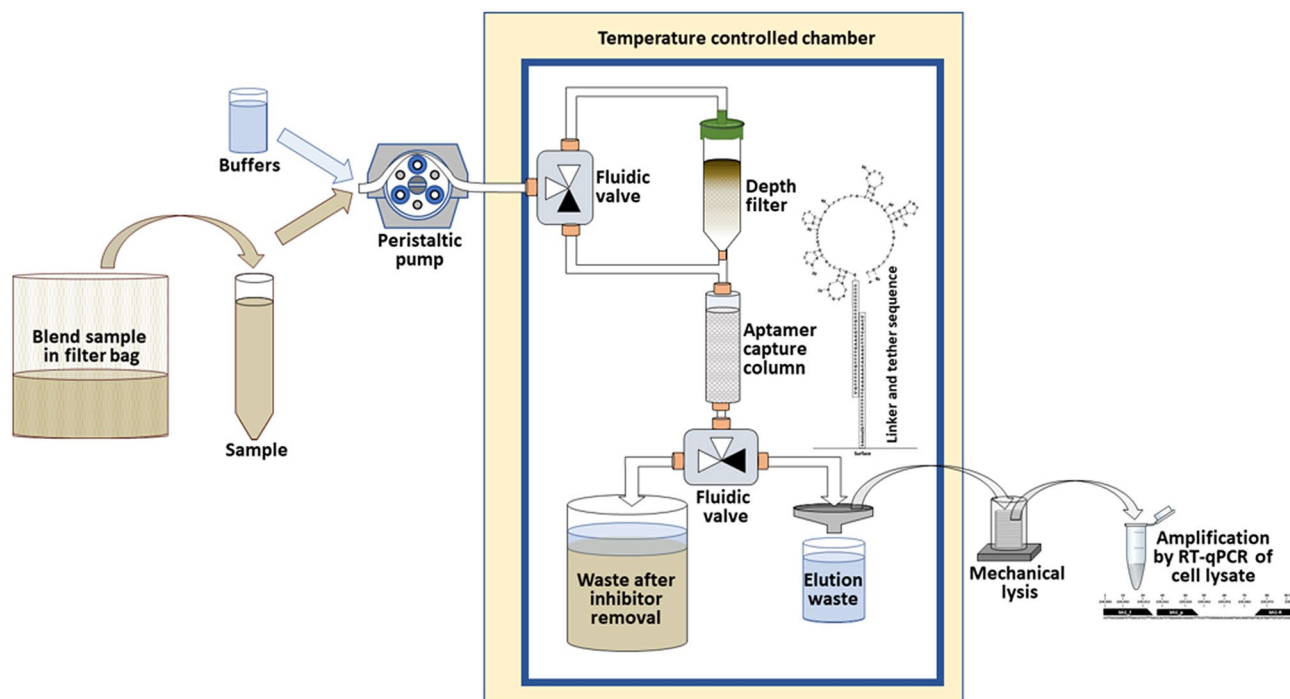 Temperature controlled chamber
Buffers
Peristaltic
pump
Fluidic
valve
Depth
filter
Blend sample
in filter bag
Sample
Aptamer
capture
column
Linker and tether sequence
Surface
Fluidic
valve
Waste after
inhibitor
removal
Elution
waste
Mechanical
lysis
Amplification
by RT-qPCR of
cell lysate